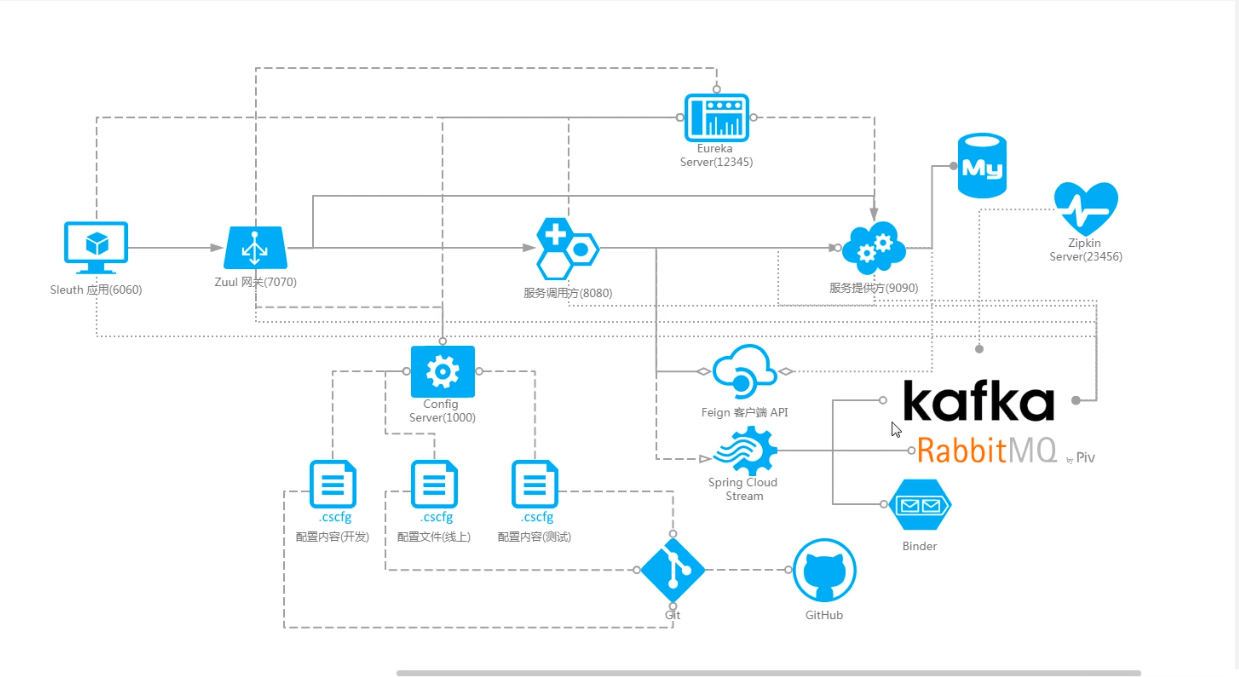 Eureka
Server(12345)
My
Zipkin
Server(23456)
Sleuth 应用(6060)
Zuul 网关(7070)
服务调用方(8080)
服务提供方(9090)
Config
Server(1000)
Feign 客户端 API
kafka
RabbitMQ by Piv
Spring Cloud
Stream
.cscfg
配置内容(开发)
.cscfg
配置文件(线上)
.cscfg
配置内容(测试)
Binder
Git
GitHub